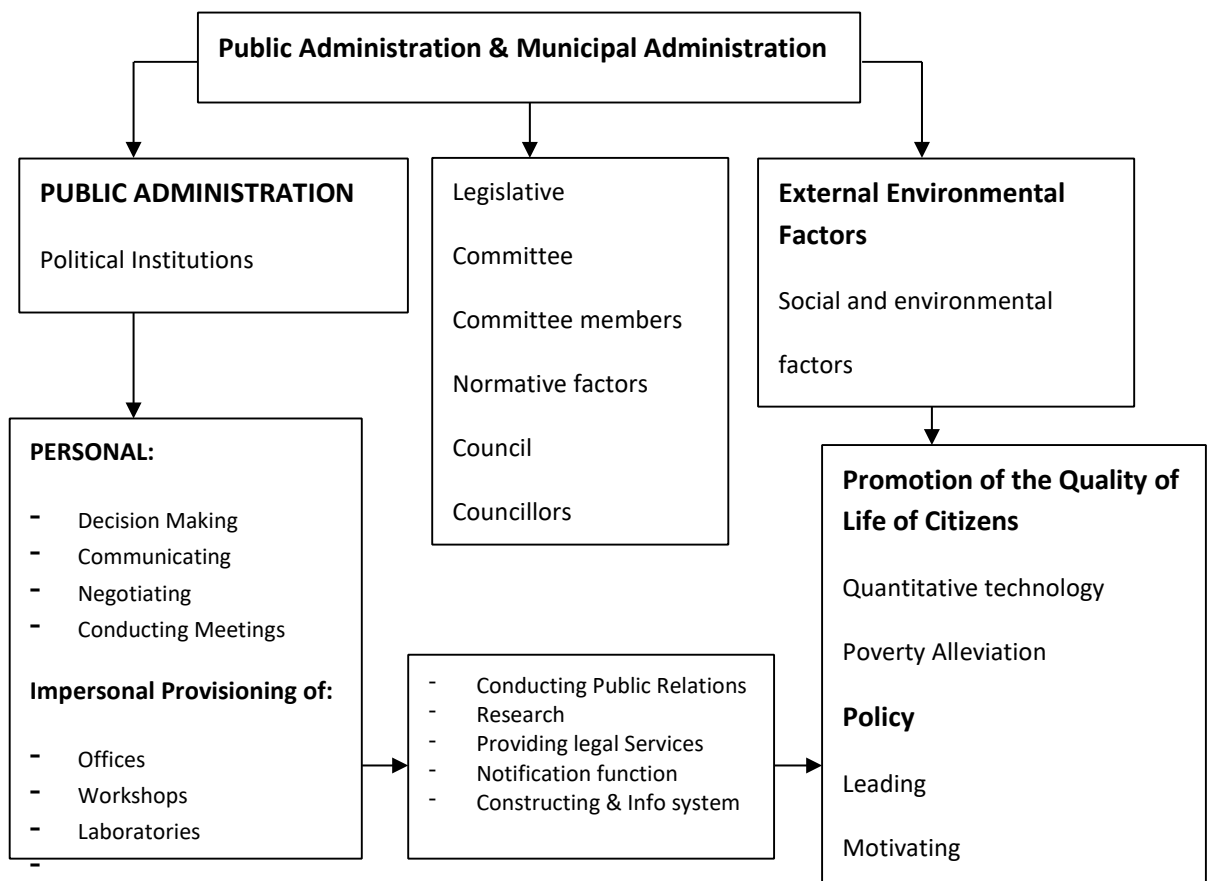 Public Administration & Municipal Administration
PUBLIC ADMINISTRATION
Political Institutions
Legislative
Committee
Committee members
Normative factors
Council
Councillors
External Environmental
Factors
Social and environmental
factors
PERSONAL:
- Decision Making
- Communicating
- Negotiating
- Conducting Meetings
Impersonal Provisioning of:
- Offices
- Workshops
- Laboratories
-
- Conducting Public Relations
- Research
- Providing legal Services
- Notification function
- Constructing & Info system
Promotion of the Quality of
Life of Citizens
Quantitative technology
Poverty Alleviation
Policy
Leading
Motivating